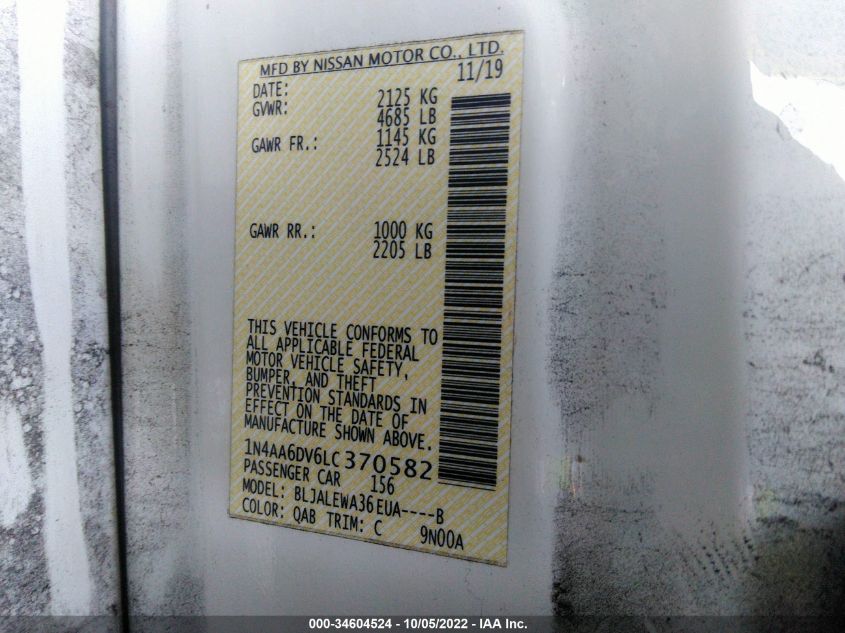 MFD BY NISSAN MOTOR CO., LTD.
DATE: 11/19
GVWR: 2125 KG
4685 LB
GAWR FR.: 1145 KG
2524 LB
GAWR RR.: 1000 KG
2205 LB
THIS VEHICLE CONFORMS TO
ALL APPLICABLE FEDERAL
MOTOR VEHICLE SAFETY,
BUMPER, AND THEFT
PREVENTION STANDARDS IN
EFFECT ON THE DATE OF
MANUFACTURE SHOWN ABOVE.
1N4AA6DV6LC370582
PASSENGER CAR 156
MODEL: BLJALEWA36EUA----B
COLOR: QAB TRIM: C 9N00A
000-34604524 - 10/05/2022 - IAA Inc.